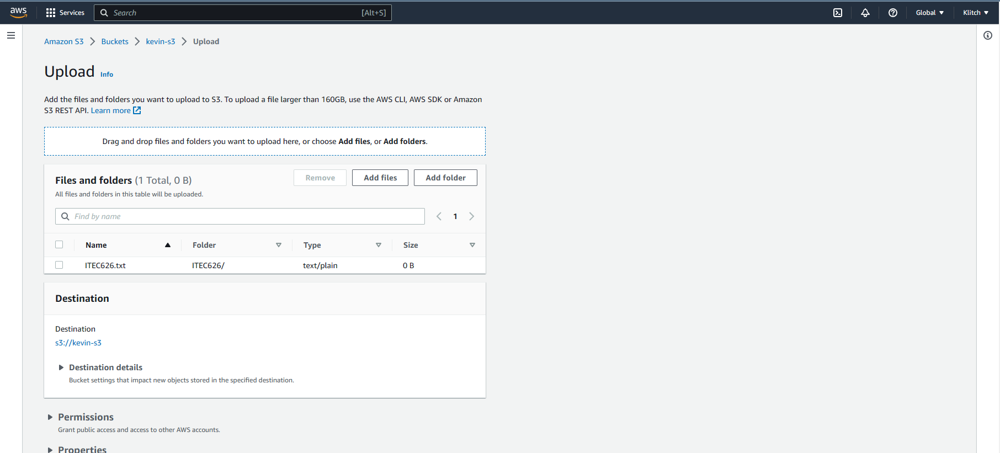 aws Services Search [Alt+S] Global Klitch
Amazon S3 Buckets kevin-s3 Upload
Upload Info
Add the files and folders you want to upload to S3. To upload a file larger than 160GB, use the AWS CLI, AWS SDK or Amazon
S3 REST API. Learn more
Drag and drop files and folders you want to upload here, or choose Add files, or Add folders.
Files and folders (1 Total, 0 B) Remove Add files Add folder
All files and folders in this table will be uploaded.
Find by name 1
Name Folder Type Size
ITEC626.txt ITEC626/ text/plain 0 B
Destination
Destination
s3://kevin-s3
Destination details
Bucket settings that impact new objects stored in the specified destination.
Permissions
Grant public access and access to other AWS accounts.
Properties